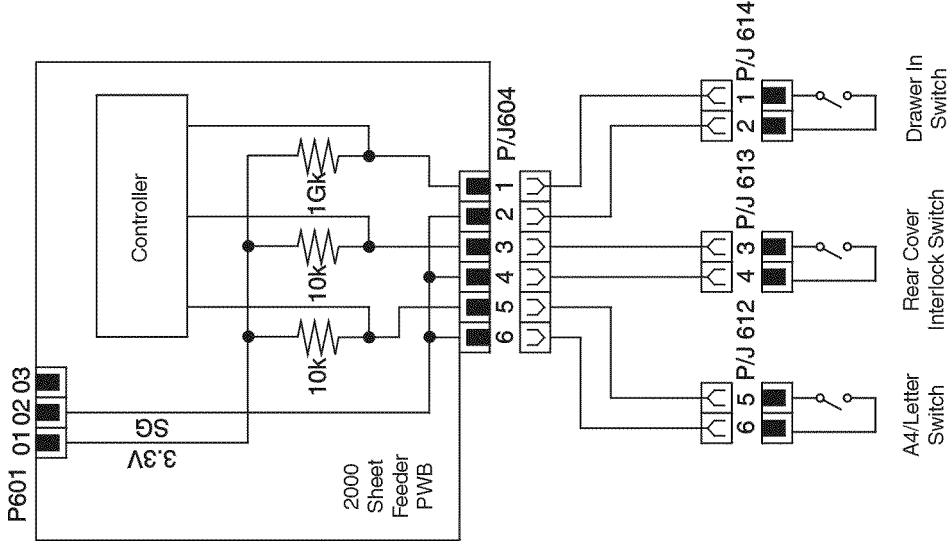 P601
01 02 03
3.3V
SG
Controller
10k
10k
1Gk
2000
Sheet
Feeder
PWB
P/J604
1
2
3
4
5
6
P/J 614
1
2
Drawer In
Switch
P/J 613
3
4
Rear Cover
Interlock Switch
P/J 612
5
6
A4/Letter
Switch